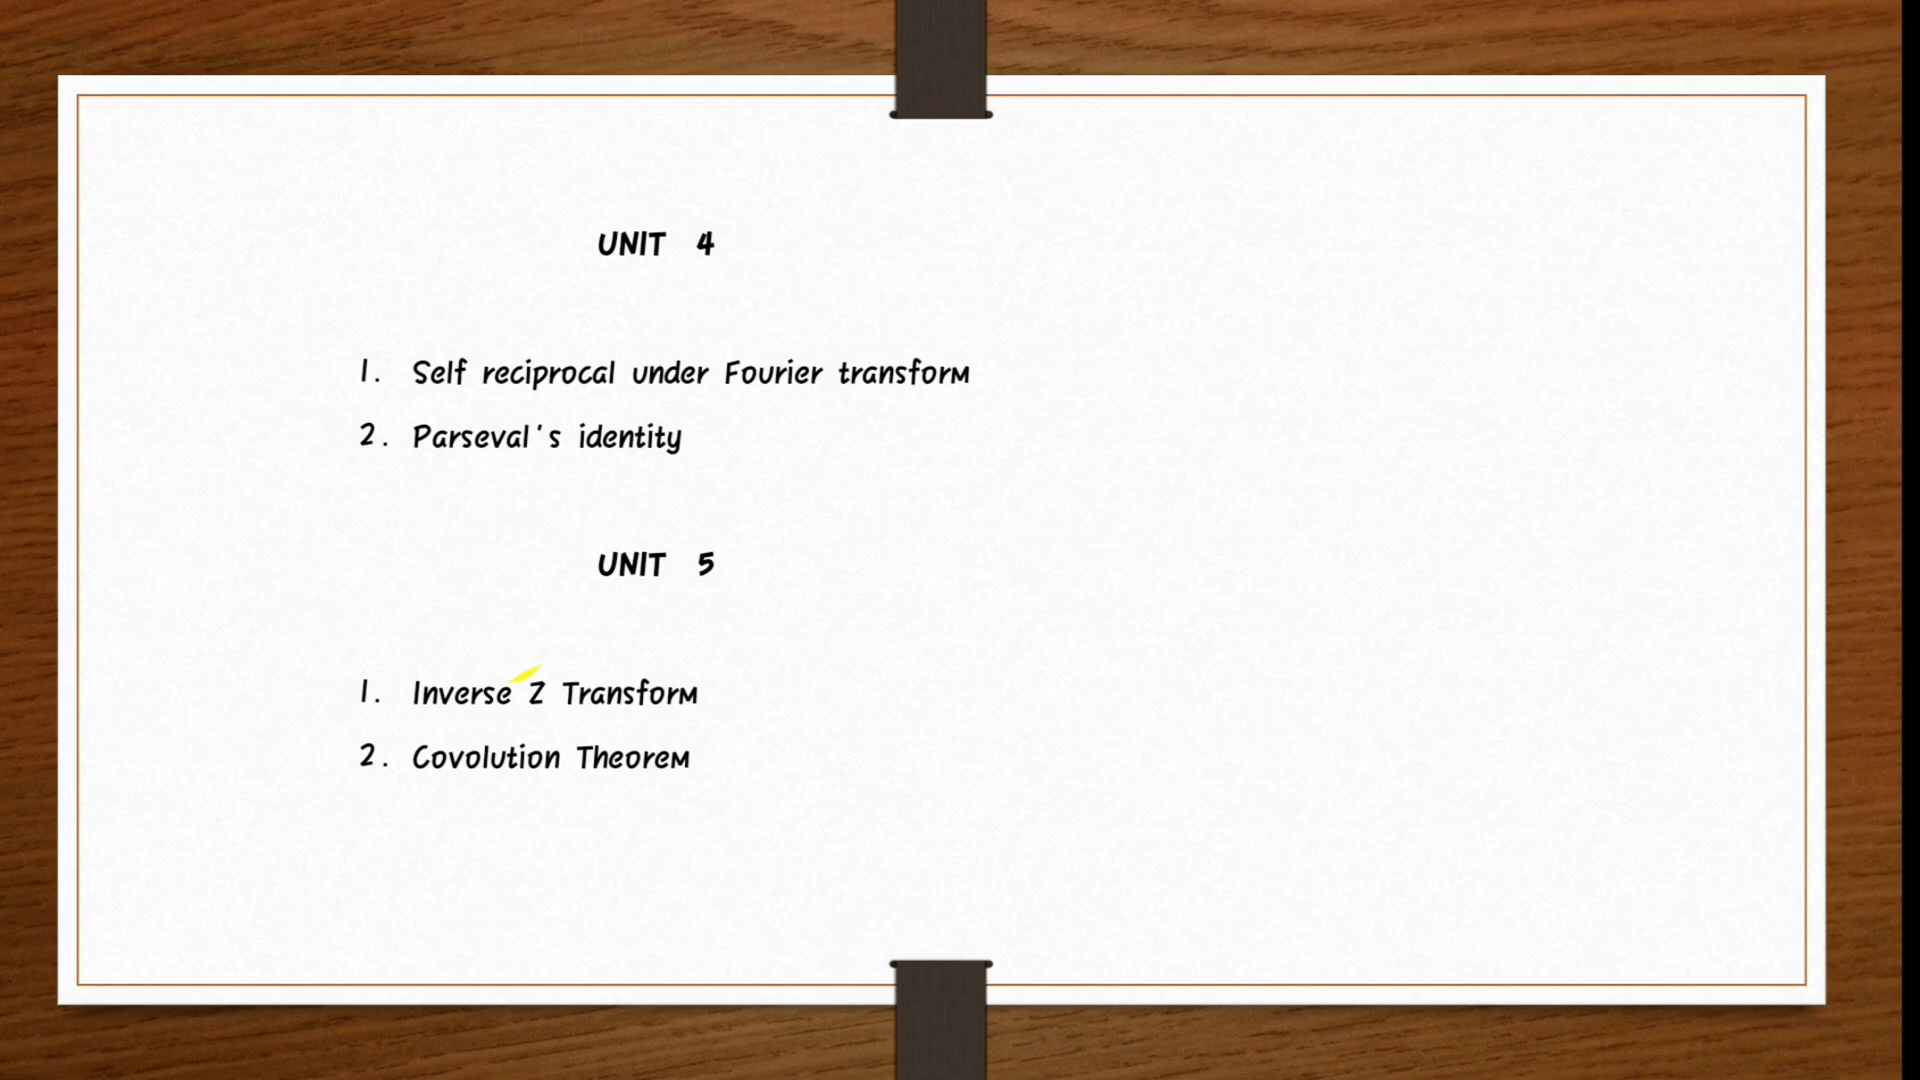 UNIT 4
1. Self reciprocal under Fourier transform
2. Parseval's identity
UNIT 5
1. Inverse Z Transform
2. Covolution Theorem